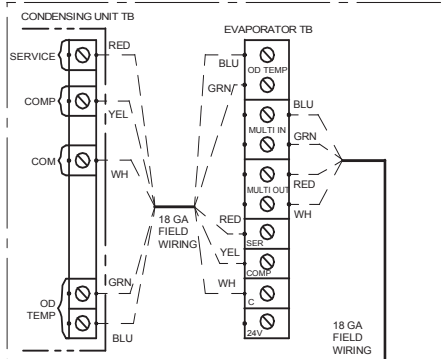 CONDENSING UNIT TB
EVAPORATOR TB
SERVICE
RED
COMP
YEL
COM
WH
18 GA
FIELD
WIRING
GRN
OD
TEMP
BLU
BLU
OD TEMP
GRN
MULTI IN
BLU
GRN
MULTI OUT
RED
WH
RED
SER
YEL
COMP
WH
C
24V
18 GA
FIELD
WIRING